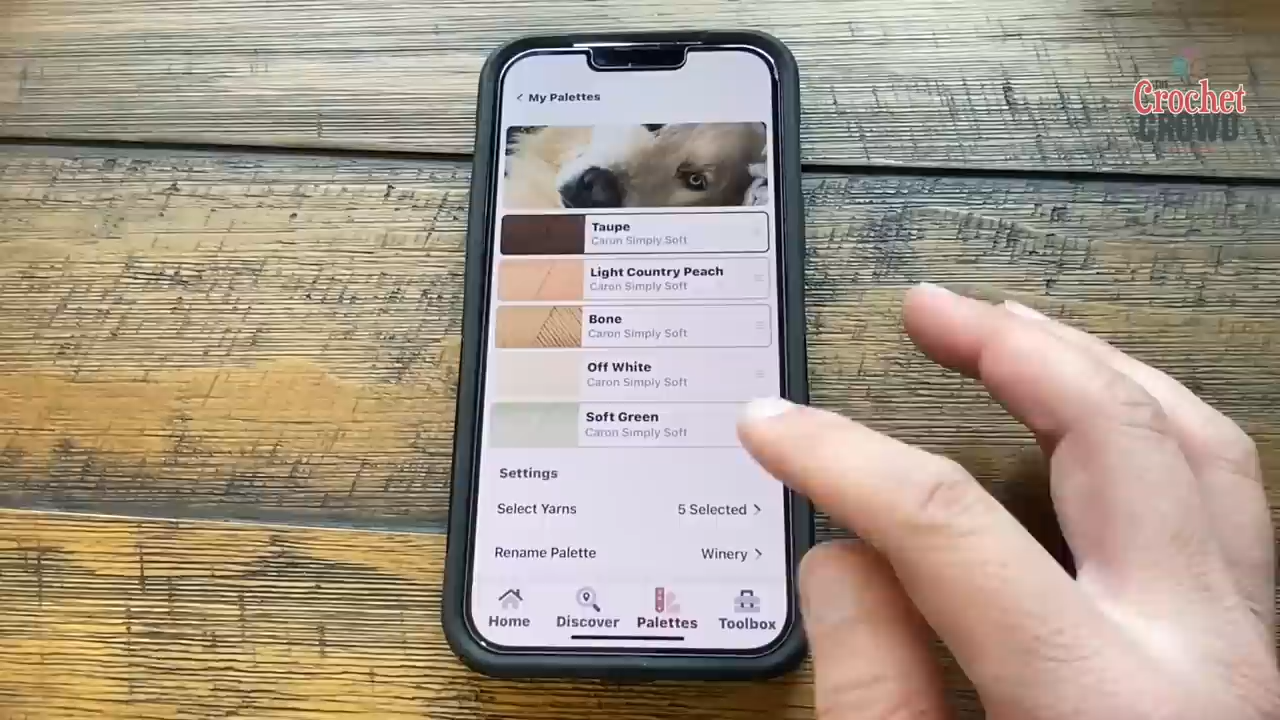 My Palettes
Taupe
Caron Simply Soft
Light Country Peach
Caron Simply Soft
Bone
Caron Simply Soft
Off White
Caron Simply Soft
Soft Green
Caron Simply Soft
Settings
Select Yarns 5 Selected
Rename Palette Winery
Home Discover Palettes Toolbox
THE
Crochet
CROWD